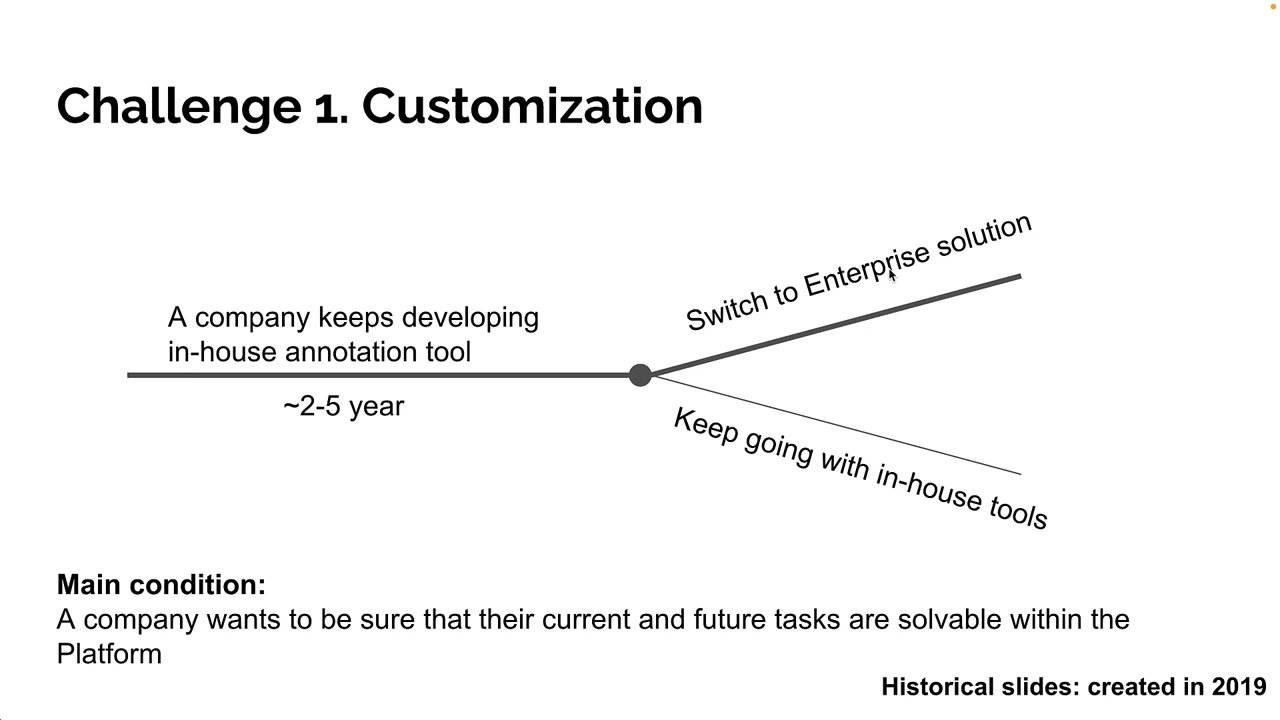 Challenge 1. Customization
Switch to Enterprise solution
A company keeps developing
in-house annotation tool
~2-5 year
Keep going with in-house tools
Main condition:
A company wants to be sure that their current and future tasks are solvable within the
Platform
Historical slides: created in 2019